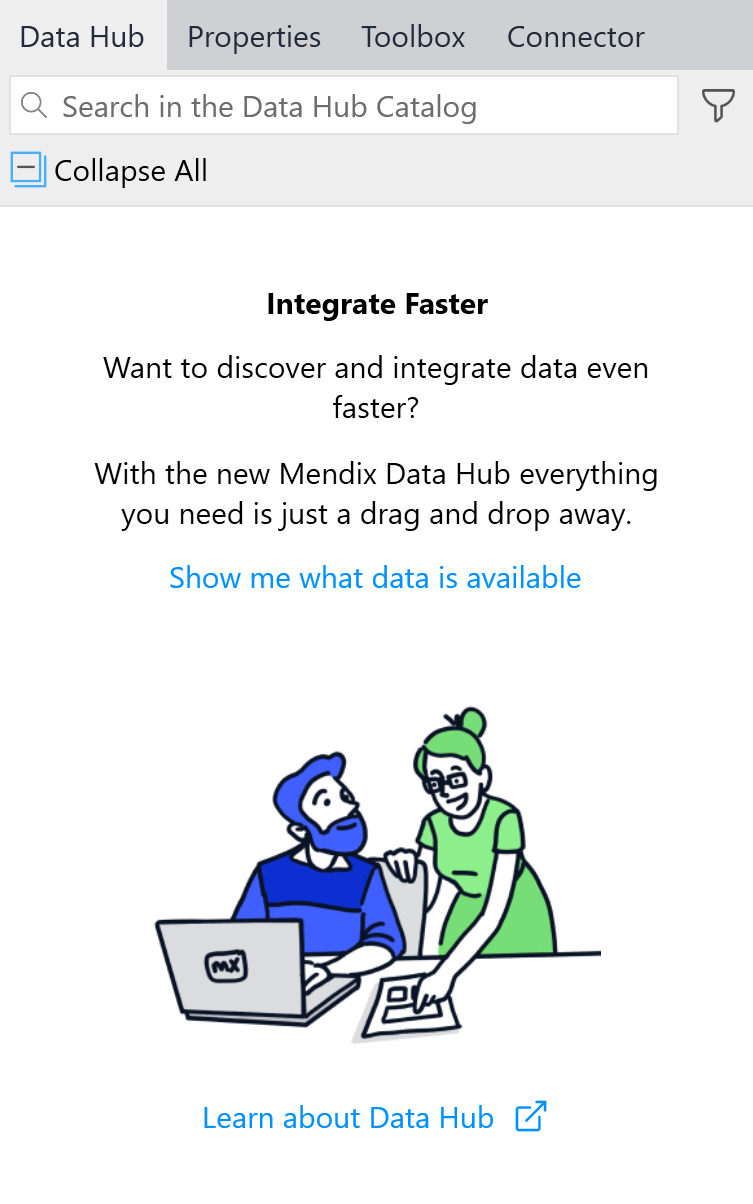 Data Hub Properties Toolbox Connector
Search in the Data Hub Catalog
Collapse All
Integrate Faster
Want to discover and integrate data even
faster?
With the new Mendix Data Hub everything
you need is just a drag and drop away.
Show me what data is available
mx
Learn about Data Hub